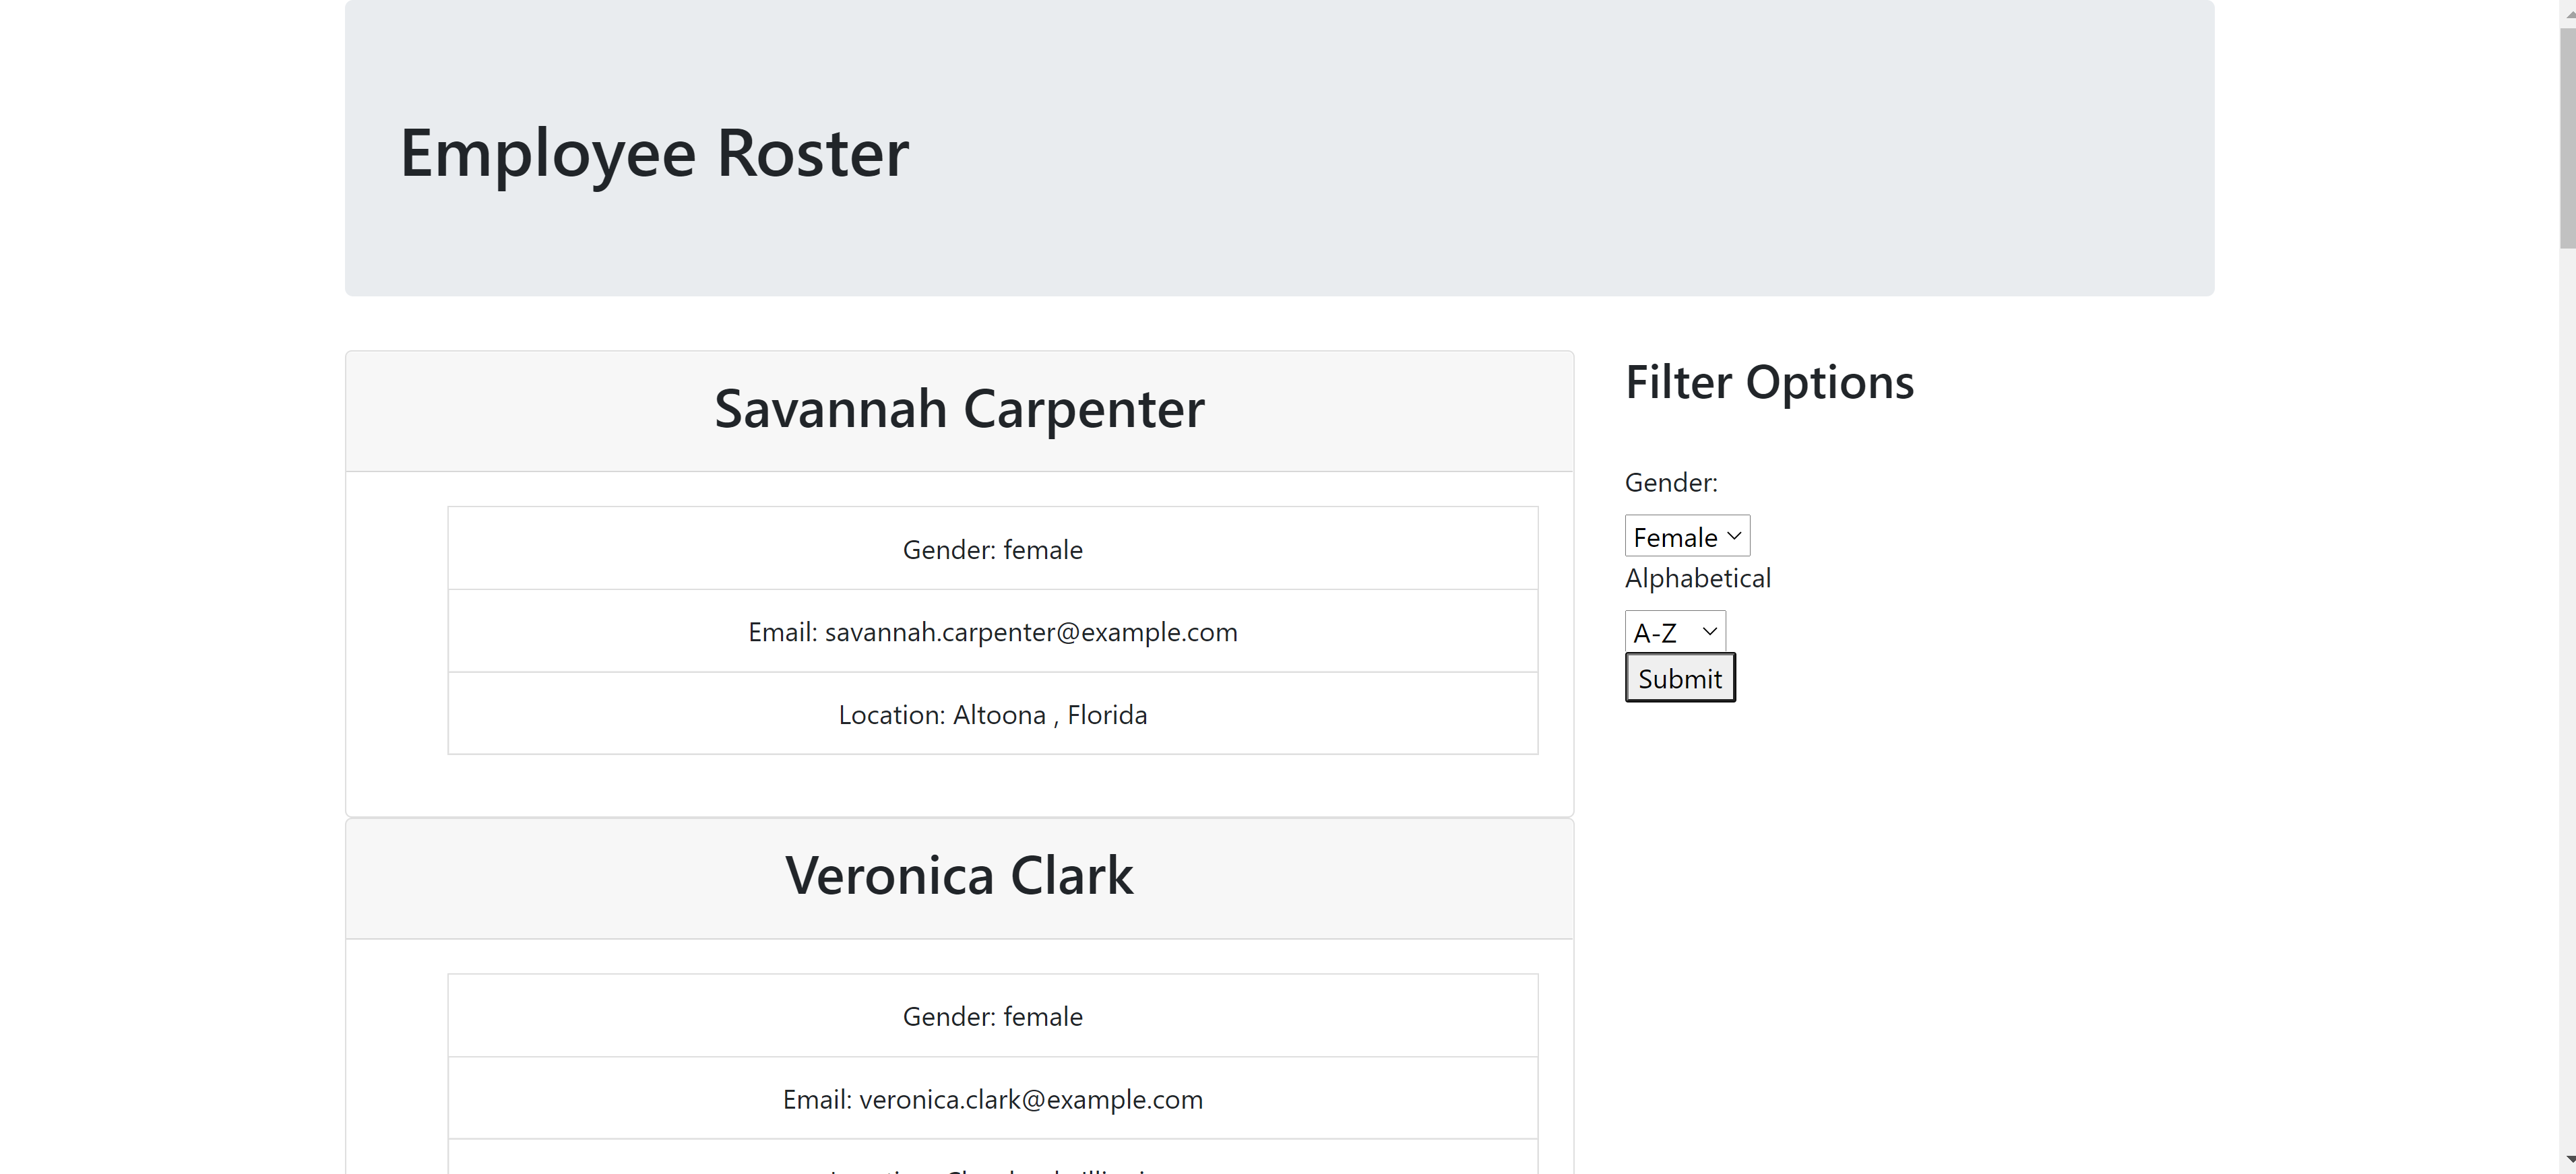 Employee Roster
Savannah Carpenter
Gender: female
Email: savannah.carpenter@example.com
Location: Altoona , Florida
Veronica Clark
Gender: female
Email: veronica.clark@example.com
Filter Options
Gender:
Female
Alphabetical
A-Z
Submit